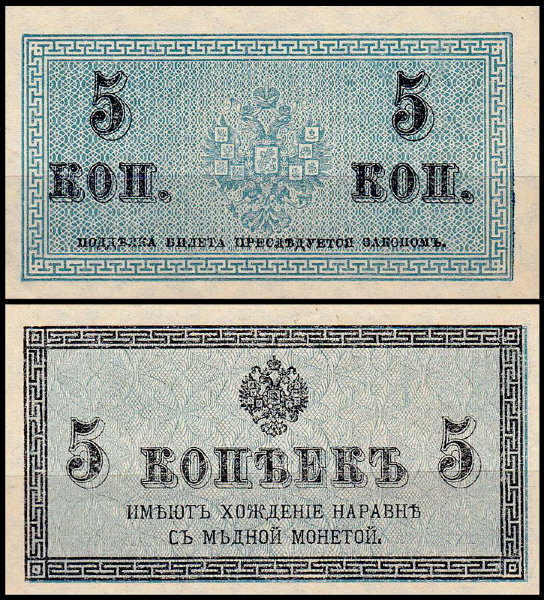 5 5
КОП. КОП.
ПОДДѢЛКА БИЛЕТА ПРЕСЛѢДУЕТСЯ ЗАКОНОМЪ.
5 КОПѢЕКЪ 5
ИМѢЮТЪ ХОЖДЕНІЕ НАРАВНѢ
СЪ МѢДНОЙ МОНЕТОЙ.